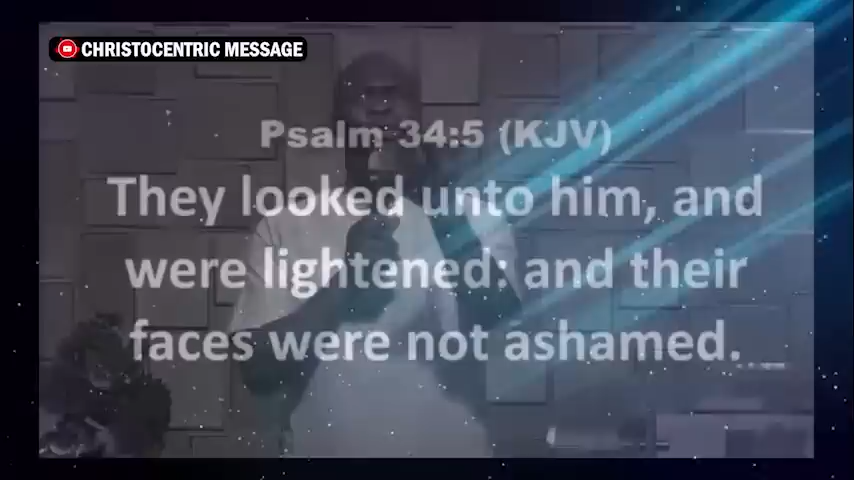 CHRISTOCENTRIC MESSAGE
Psalm 34:5 (KJV)
They looked unto him, and
were lightened: and their
faces were not ashamed.